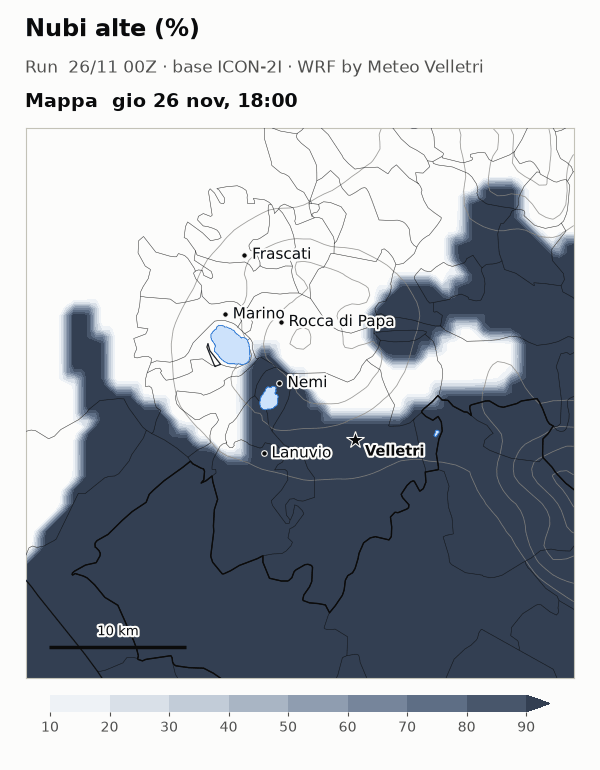 Nubi alte (%)
Run  26/11 00Z · base ICON-2I · WRF by Meteo Velletri
Mappa  gio 26 nov, 18:00
Frascati
Marino
Rocca di Papa
Nemi
Velletri
Lanuvio
10 km
10 20 30 40 50 60 70 80 90